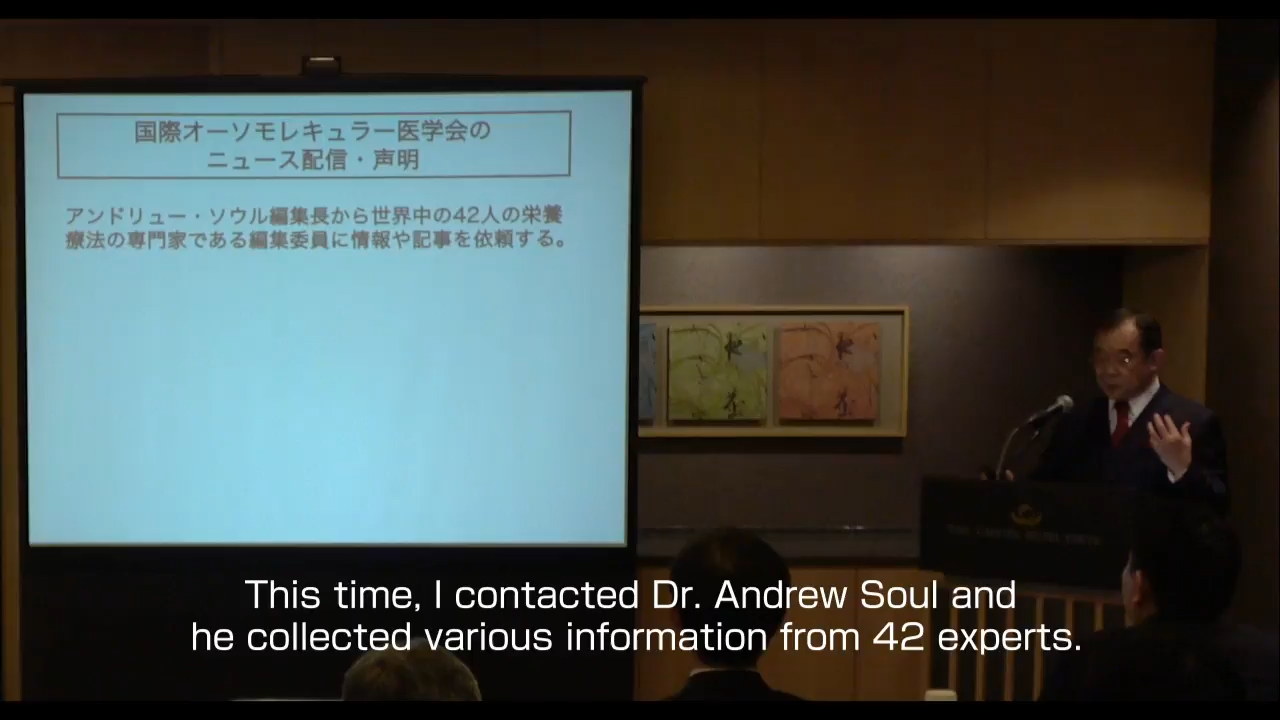 国際オーソモレキュラー医学会の
ニュース配信・声明
アンドリュー・ソウル編集長から世界中の42人の栄養
療法の専門家である編集委員に情報や記事を依頼する。
This time, I contacted Dr. Andrew Soul and
he collected various information from 42 experts.